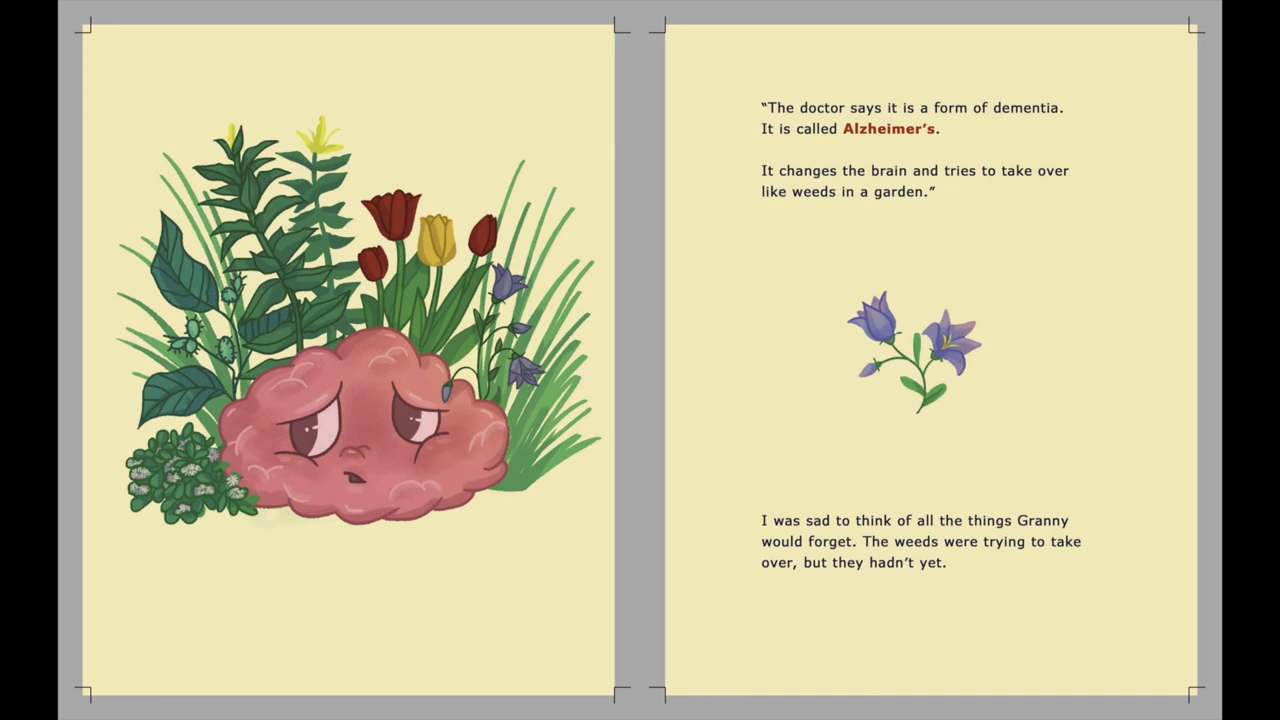 “The doctor says it is a form of dementia.
It is called Alzheimer’s.
It changes the brain and tries to take over
like weeds in a garden.”
I was sad to think of all the things Granny
would forget. The weeds were trying to take
over, but they hadn’t yet.